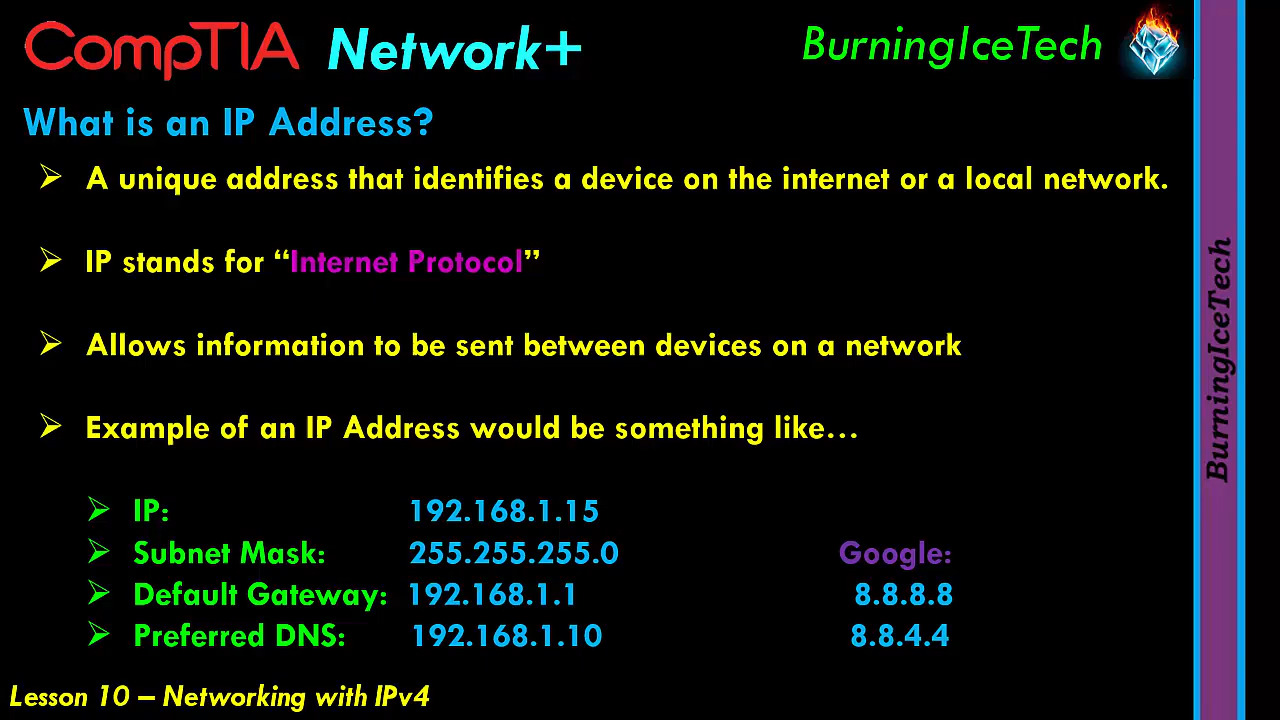 CompTIA Network+
BurningIceTech
What is an IP Address?
A unique address that identifies a device on the internet or a local network.
IP stands for “Internet Protocol”
Allows information to be sent between devices on a network
Example of an IP Address would be something like…
IP: 192.168.1.15
Subnet Mask: 255.255.255.0 Google:
Default Gateway: 192.168.1.1 8.8.8.8
Preferred DNS: 192.168.1.10 8.8.4.4
Lesson 10 – Networking with IPv4
BurningIceTech